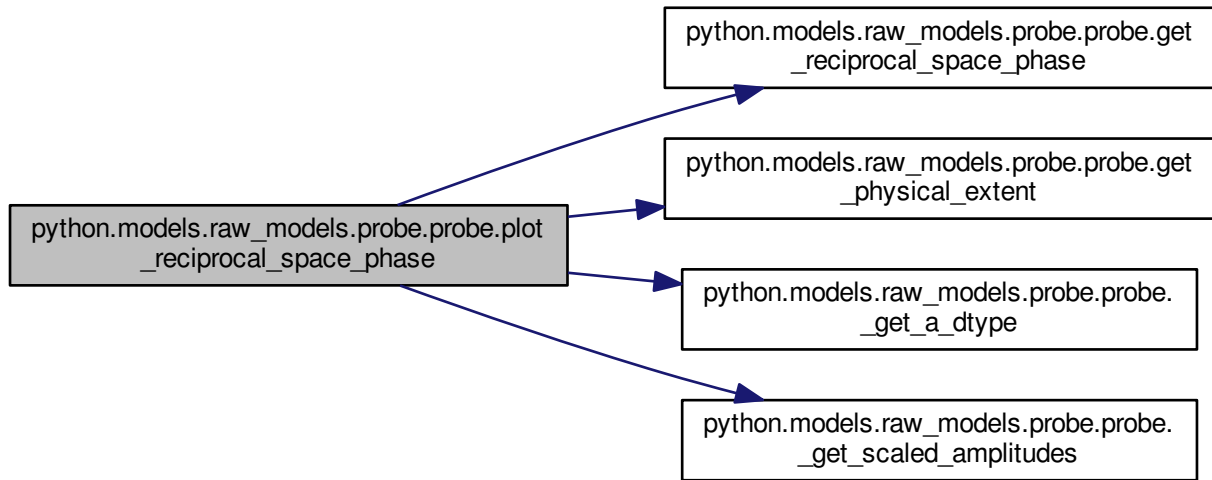 python.models.raw_models.probe.probe.get
_reciprocal_space_phase
python.models.raw_models.probe.probe.get
_physical_extent
python.models.raw_models.probe.probe.plot
_reciprocal_space_phase
python.models.raw_models.probe.probe.
_get_a_dtype
python.models.raw_models.probe.probe.
_get_scaled_amplitudes